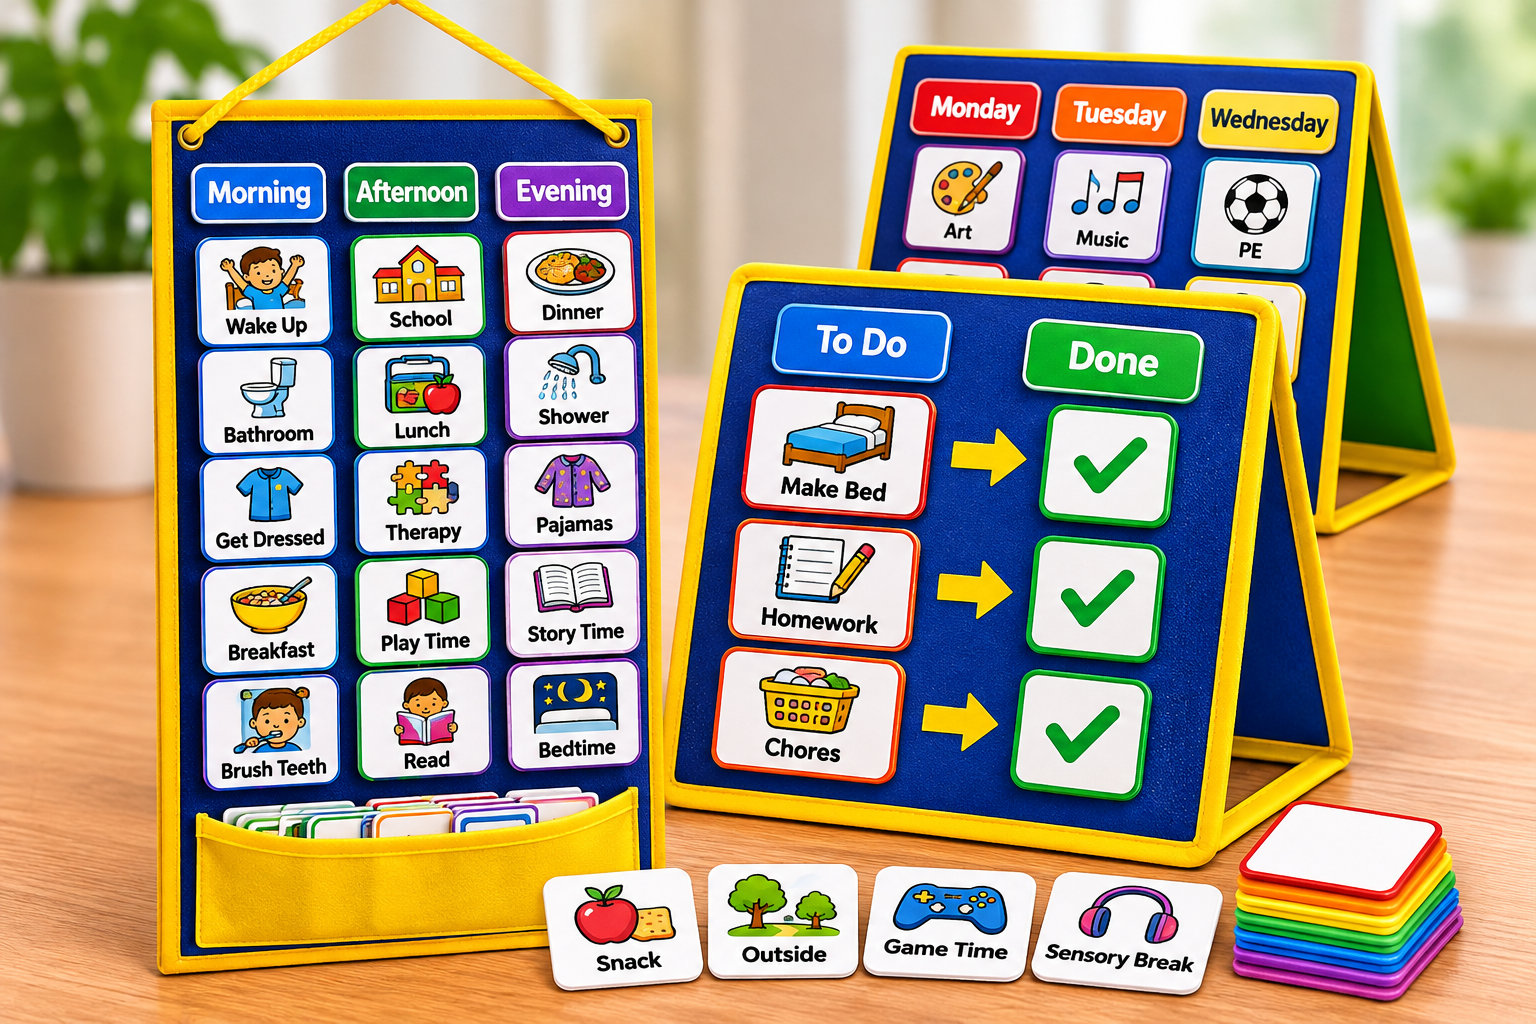 Morning
Afternoon
Evening
Wake Up
School
Dinner
Bathroom
Lunch
Shower
Get Dressed
Therapy
Pajamas
Breakfast
Play Time
Story Time
Brush Teeth
Read
Bedtime
Monday
Tuesday
Wednesday
Art
Music
PE
To Do
Done
Make Bed
Homework
Chores
Snack
Outside
Game Time
Sensory Break